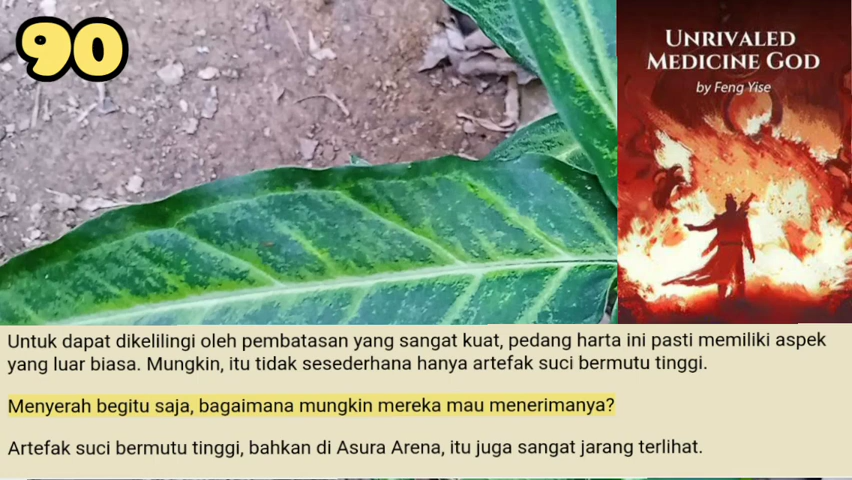 90
UNRIVALED
MEDICINE GOD
by Feng Yise
Untuk dapat dikelilingi oleh pembatasan yang sangat kuat, pedang harta ini pasti memiliki aspek
yang luar biasa. Mungkin, itu tidak sesederhana hanya artefak suci bermutu tinggi.
Menyerah begitu saja, bagaimana mungkin mereka mau menerimanya?
Artefak suci bermutu tinggi, bahkan di Asura Arena, itu juga sangat jarang terlihat.